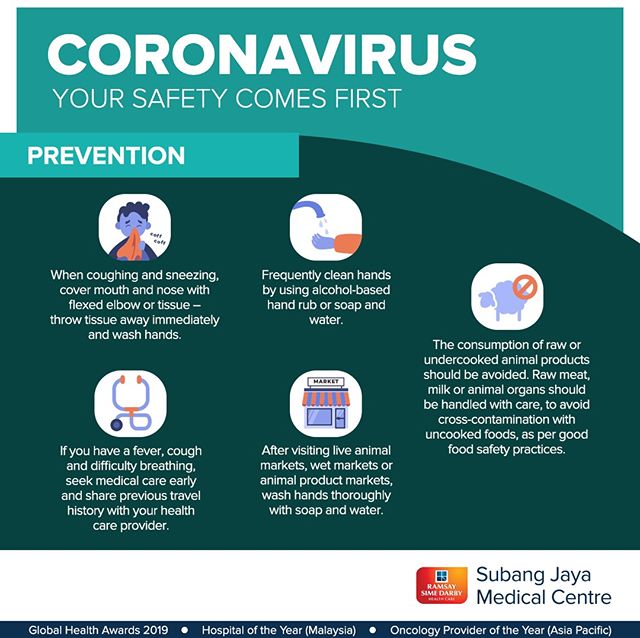 CORONAVIRUS
YOUR SAFETY COMES FIRST
PREVENTION
coff
coff
When coughing and sneezing,
cover mouth and nose with
flexed elbow or tissue –
throw tissue away immediately
and wash hands.
Frequently clean hands
by using alcohol-based
hand rub or soap and
water.
The consumption of raw or
undercooked animal products
should be avoided. Raw meat,
milk or animal organs should
be handled with care, to avoid
cross-contamination with
uncooked foods, as per good
food safety practices.
If you have a fever, cough
and difficulty breathing,
seek medical care early
and share previous travel
history with your health
care provider.
MARKET
After visiting live animal
markets, wet markets or
animal product markets,
wash hands thoroughly
with soap and water.
RAMSAY
SIME DARBY
HEALTH CARE
Subang Jaya
Medical Centre
Global Health Awards 2019 • Hospital of the Year (Malaysia) • Oncology Provider of the Year (Asia Pacific)